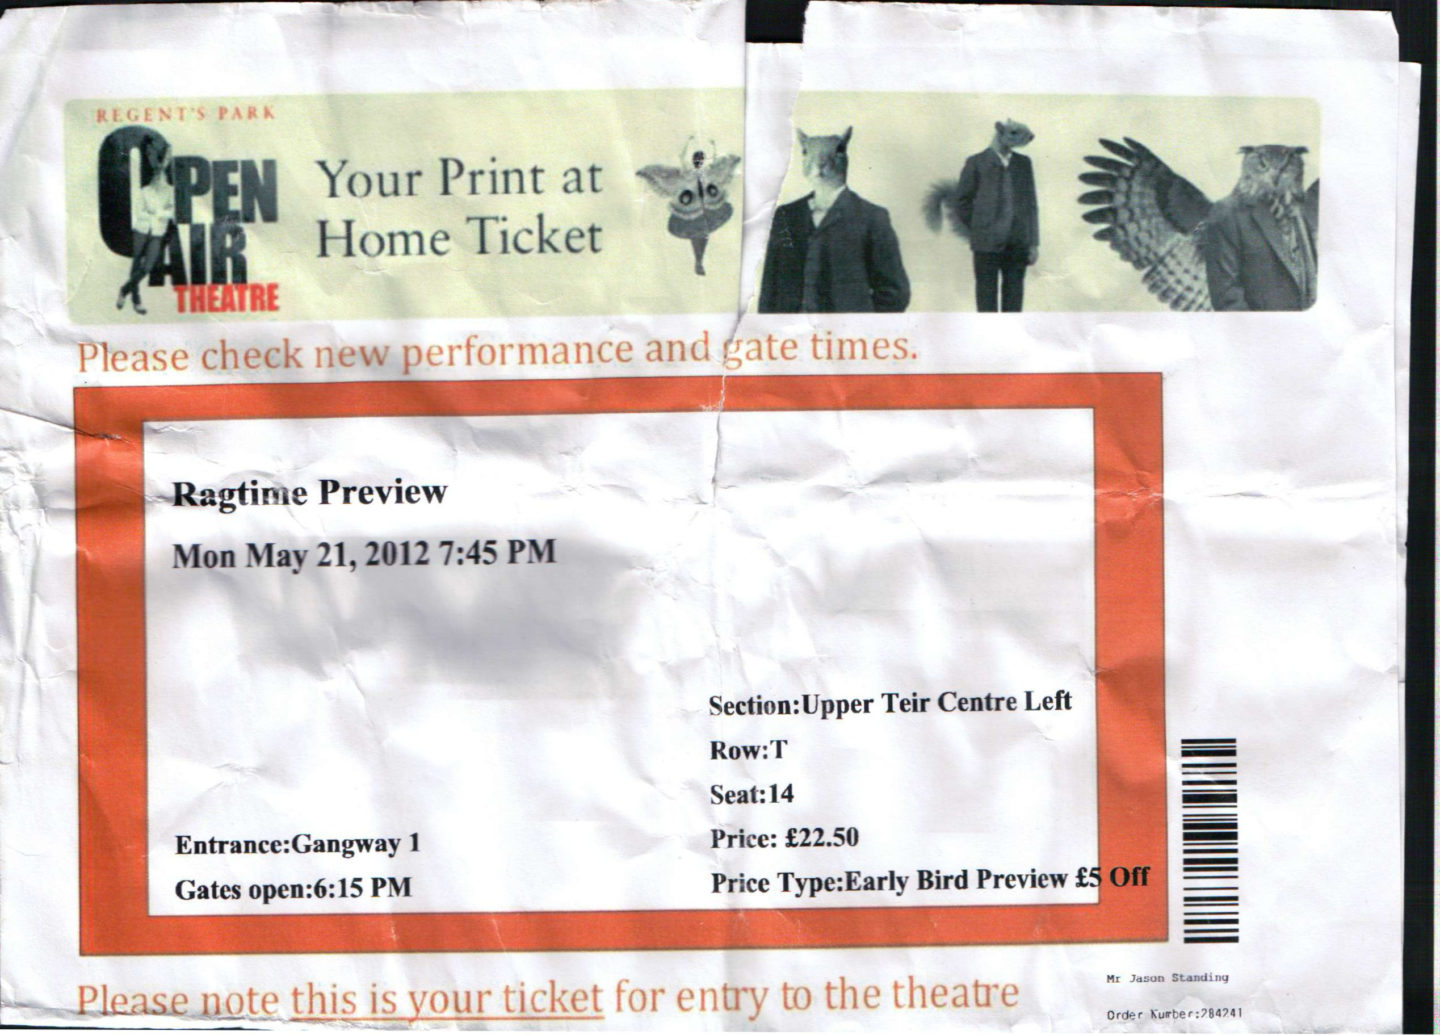 REGENT'S PARK
OPEN
AIR
THEATRE
Your Print at
Home Ticket
Please check new performance and gate times.
Ragtime Preview
Mon May 21, 2012 7:45 PM
Section:Upper Teir Centre Left
Row:T
Seat:14
Entrance:Gangway 1
Price: £22.50
Gates open:6:15 PM
Price Type:Early Bird Preview £5 Off
Please note this is your ticket for entry to the theatre
Mr Jason Standing
Order Number:284241